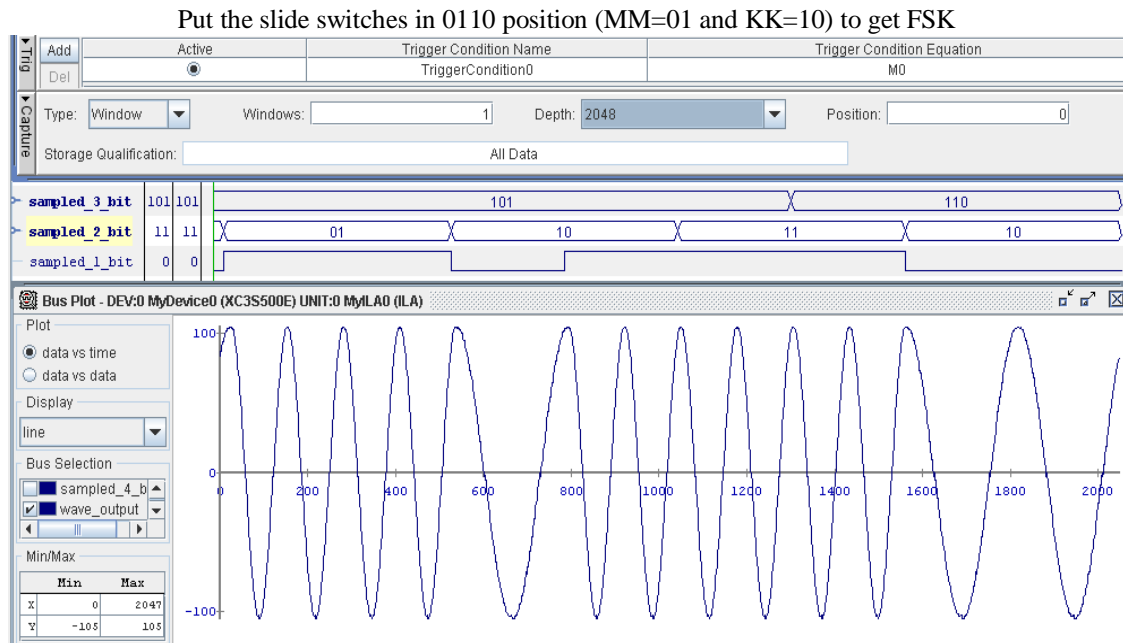 Put the slide switches in 0110 position (MM=01 and KK=10) to get FSK
Trig
Add Active Trigger Condition Name Trigger Condition Equation
Del TriggerCondition0 M0
Capture
Type: Window Windows: 1 Depth: 2048 Position: 0
Storage Qualification: All Data
sampled_3_bit 101 101 101 110
sampled_2_bit 11 11 01 10 11 10
sampled_1_bit 0 0
Bus Plot - DEV:0 MyDevice0 (XC3S500E) UNIT:0 MyILA0 (ILA)
Plot
data vs time
data vs data
Display
line
Bus Selection
sampled_4_b
wave_output
Min/Max
Min Max
X 0 2047
Y -105 105
100
0
0 200 400 600 800 1000 1200 1400 1600 1800 2000
-100